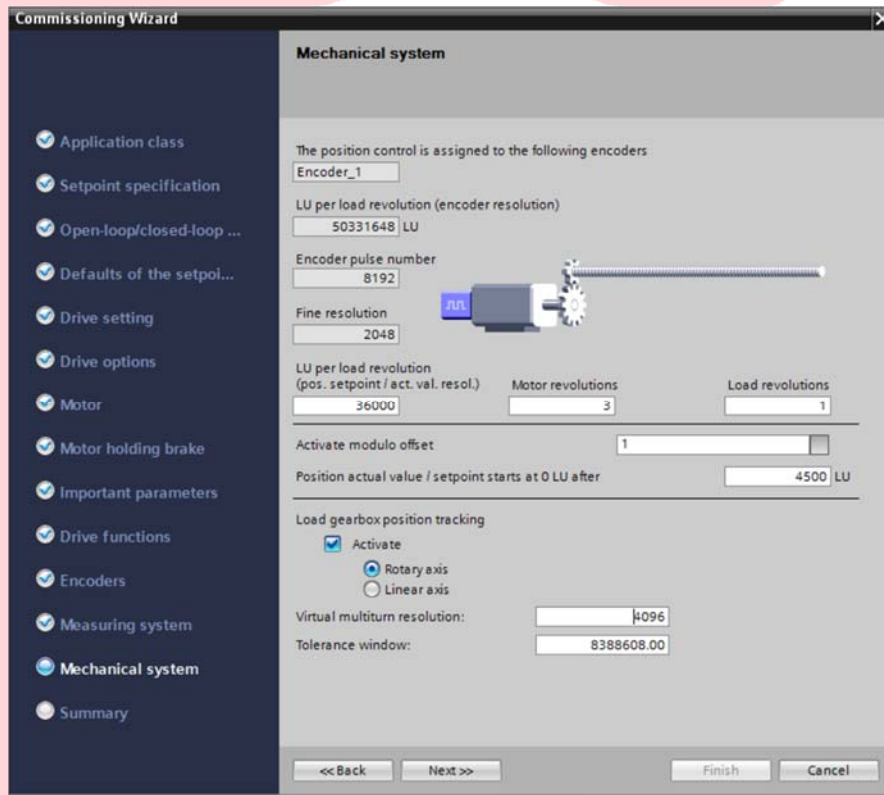 Commissioning Wizard
Mechanical system
Application class
Setpoint specification
Open-loop/closed-loop ...
Defaults of the setpoi...
Drive setting
Drive options
Motor
Motor holding brake
Important parameters
Drive functions
Encoders
Measuring system
Mechanical system
Summary
The position control is assigned to the following encoders
Encoder_1
LU per load revolution (encoder resolution)
50331648 LU
Encoder pulse number
8192
Fine resolution
2048
LU per load revolution
(pos. setpoint / act. val. resol.) Motor revolutions Load revolutions
36000 3 1
Activate modulo offset 1
Position actual value / setpoint starts at 0 LU after 4500 LU
Load gearbox position tracking
Activate
Rotary axis
Linear axis
Virtual multiturn resolution: 4096
Tolerance window: 8388608.00
<< Back Next >> Finish Cancel